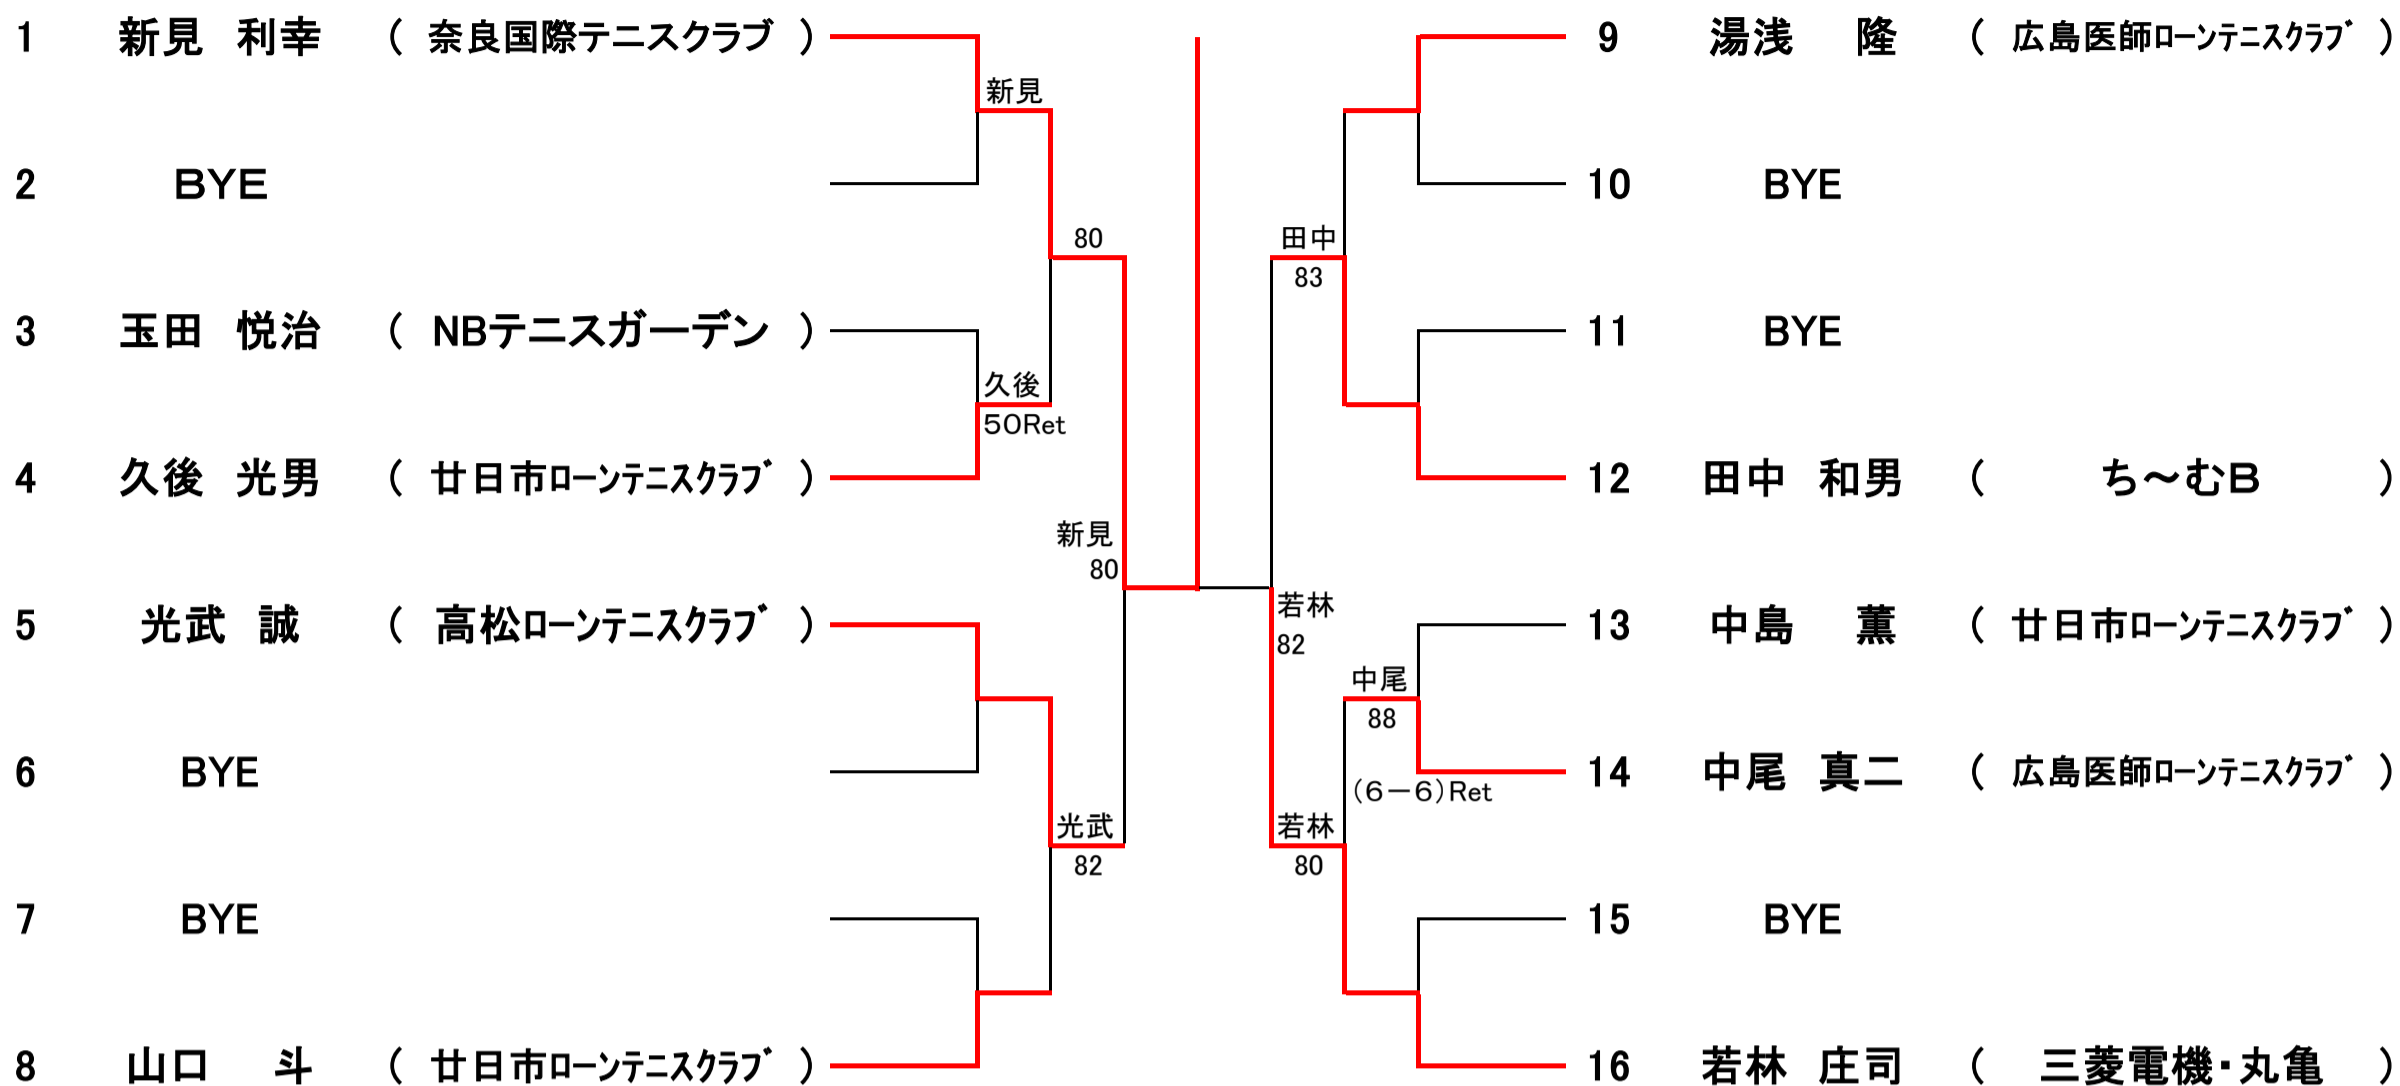 1 新見 利幸 ( 奈良国際テニスクラブ )
2 BYE
3 玉田 悦治 ( NBテニスガーデン )
4 久後 光男 ( 廿日市ローンテニスクラブ )
5 光武 誠 ( 高松ローンテニスクラブ )
6 BYE
7 BYE
8 山口 斗 ( 廿日市ローンテニスクラブ )
新見
80
久後
50Ret
新見
80
光武
82
田中
83
若林
82
中尾
88
(6-6)Ret
若林
80
9 湯浅 隆 ( 広島医師ローンテニスクラブ )
10 BYE
11 BYE
12 田中 和男 ( ち～むB )
13 中島 薫 ( 廿日市ローンテニスクラブ )
14 中尾 真二 ( 広島医師ローンテニスクラブ )
15 BYE
16 若林 庄司 ( 三菱電機・丸亀 )